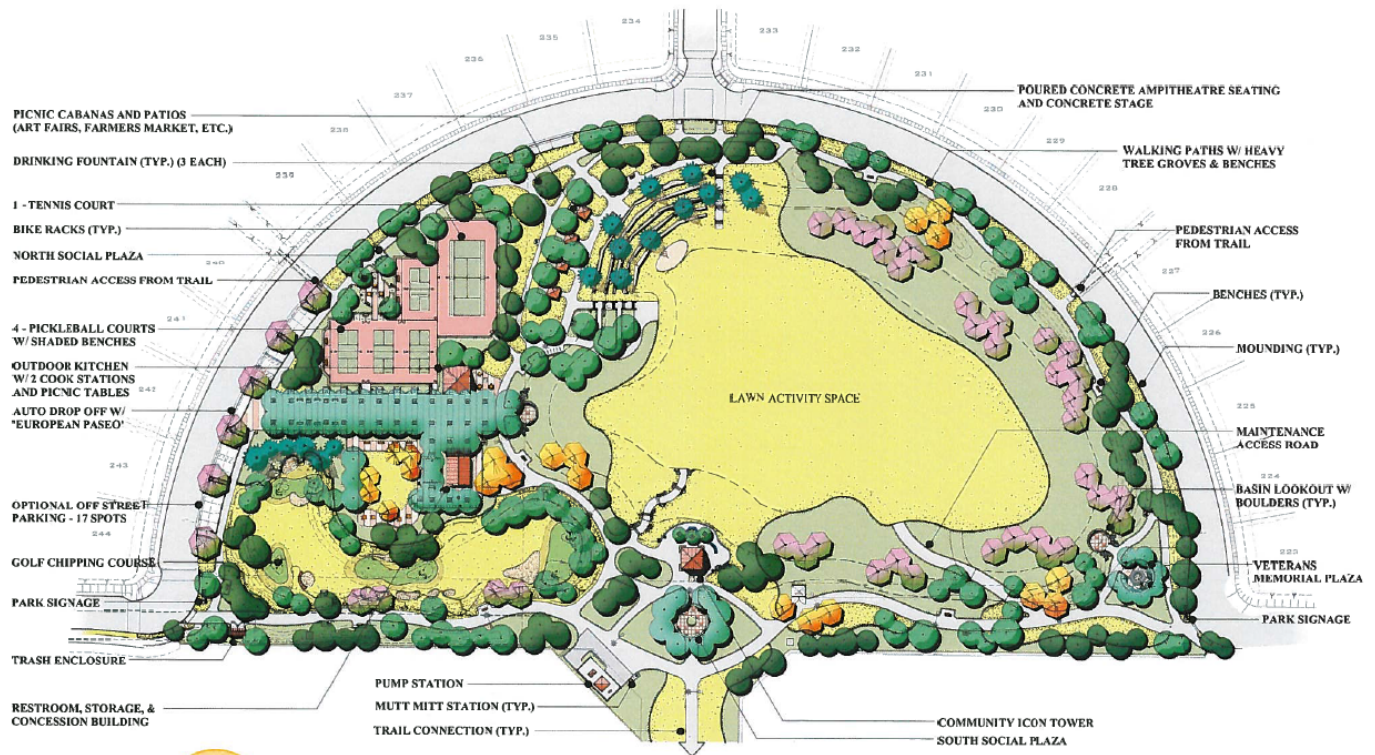 234
233
235
232
236
231
237
230
238
229
239
228
240
227
241
226
242
225
243
224
244
223
PICNIC CABANAS AND PATIOS
(ART FAIRS, FARMERS MARKET, ETC.)
DRINKING FOUNTAIN (TYP.) (3 EACH)
1 - TENNIS COURT
BIKE RACKS (TYP.)
NORTH SOCIAL PLAZA
PEDESTRIAN ACCESS FROM TRAIL
4 - PICKLEBALL COURTS
W/ SHADED BENCHES
OUTDOOR KITCHEN
W/ 2 COOK STATIONS
AND PICNIC TABLES
AUTO DROP OFF W/
'EUROPEAN PASEO'
OPTIONAL OFF STREET
PARKING - 17 SPOTS
GOLF CHIPPING COURSE
PARK SIGNAGE
TRASH ENCLOSURE
RESTROOM, STORAGE, &
CONCESSION BUILDING
PUMP STATION
MUTT MITT STATION (TYP.)
TRAIL CONNECTION (TYP.)
LAWN ACTIVITY SPACE
POURED CONCRETE AMPITHEATRE SEATING
AND CONCRETE STAGE
WALKING PATHS W/ HEAVY
TREE GROVES & BENCHES
PEDESTRIAN ACCESS
FROM TRAIL
BENCHES (TYP.)
MOUNDING (TYP.)
MAINTENANCE
ACCESS ROAD
BASIN LOOKOUT W/
BOULDERS (TYP.)
VETERANS
MEMORIAL PLAZA
PARK SIGNAGE
COMMUNITY ICON TOWER
SOUTH SOCIAL PLAZA